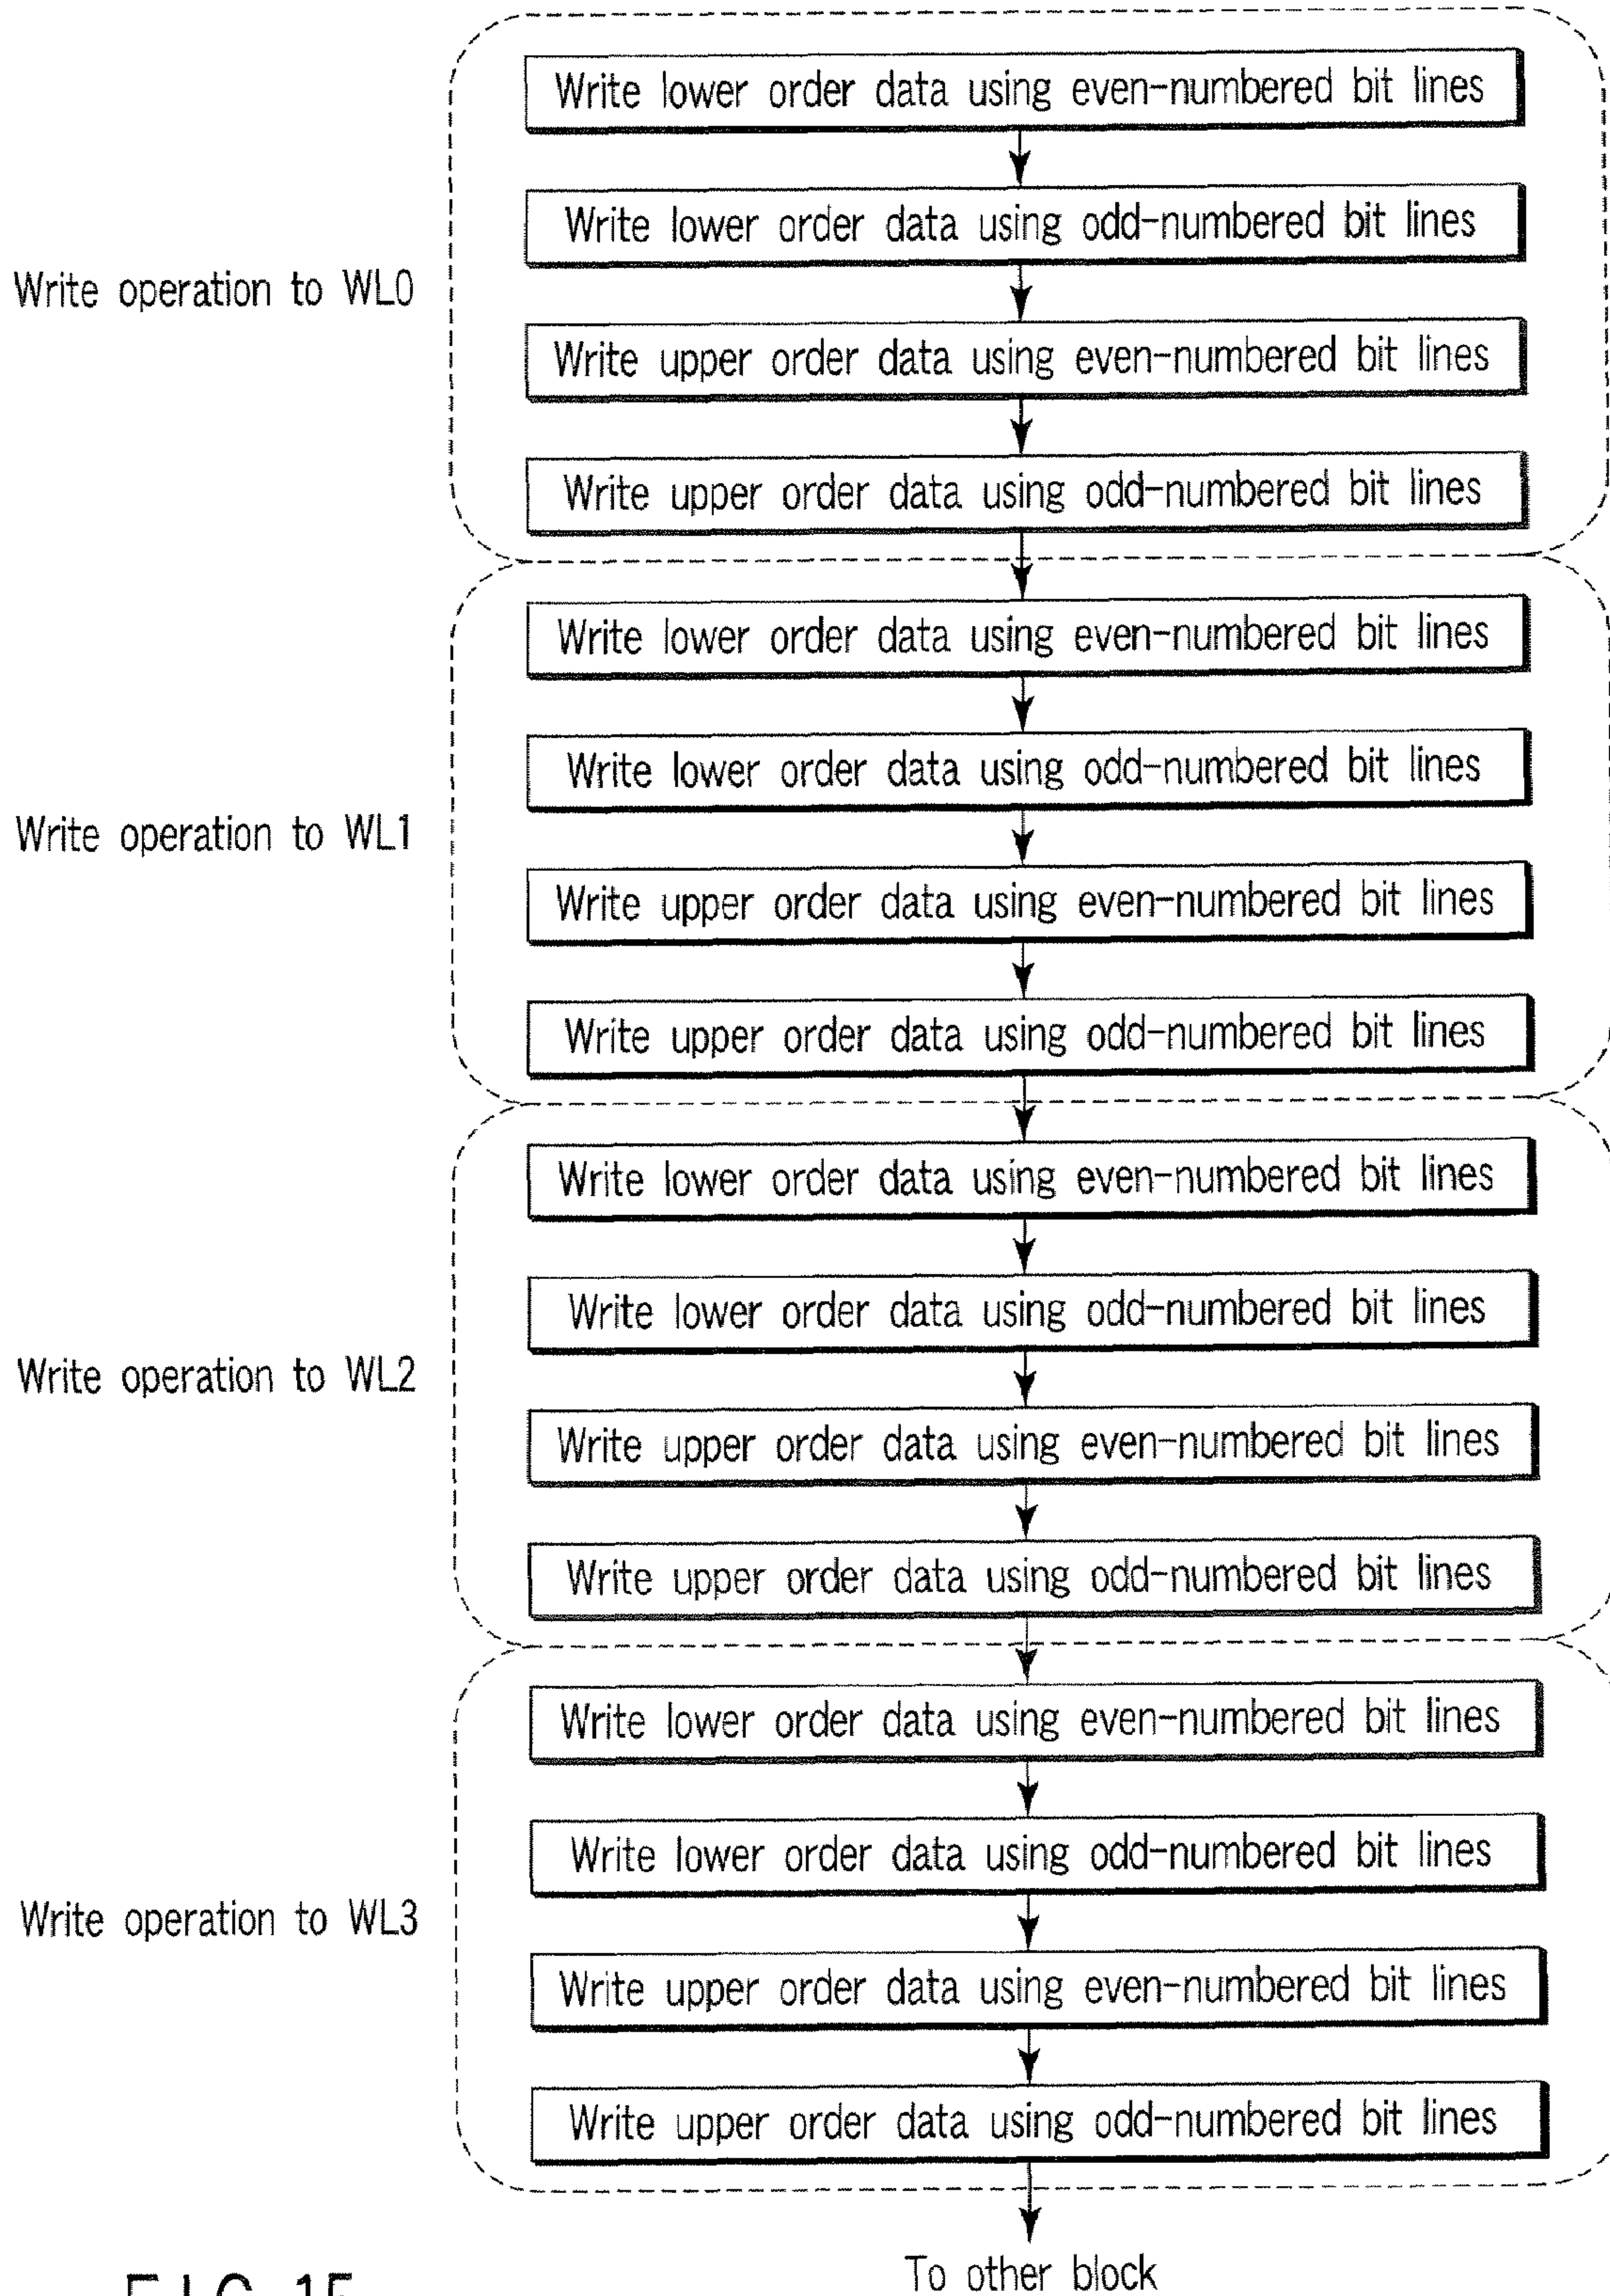 Write operation to WL0
Write lower order data using even-numbered bit lines
Write lower order data using odd-numbered bit lines
Write upper order data using even-numbered bit lines
Write upper order data using odd-numbered bit lines
Write operation to WL1
Write lower order data using even-numbered bit lines
Write lower order data using odd-numbered bit lines
Write upper order data using even-numbered bit lines
Write upper order data using odd-numbered bit lines
Write operation to WL2
Write lower order data using even-numbered bit lines
Write lower order data using odd-numbered bit lines
Write upper order data using even-numbered bit lines
Write upper order data using odd-numbered bit lines
Write operation to WL3
Write lower order data using even-numbered bit lines
Write lower order data using odd-numbered bit lines
Write upper order data using even-numbered bit lines
Write upper order data using odd-numbered bit lines
To other block
FIG. 15